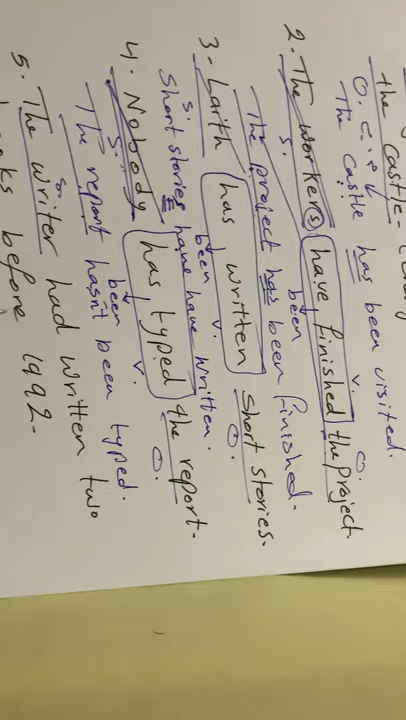 the castle.
The castle has been visited.
2. The workers have finished the project.
The project has been finished.
3. Laith has written short stories.
been
short stories have have written.
4. Nobody has typed the report.
been
The report hasn't been typed.
5. The writer had written two
books before 1992.